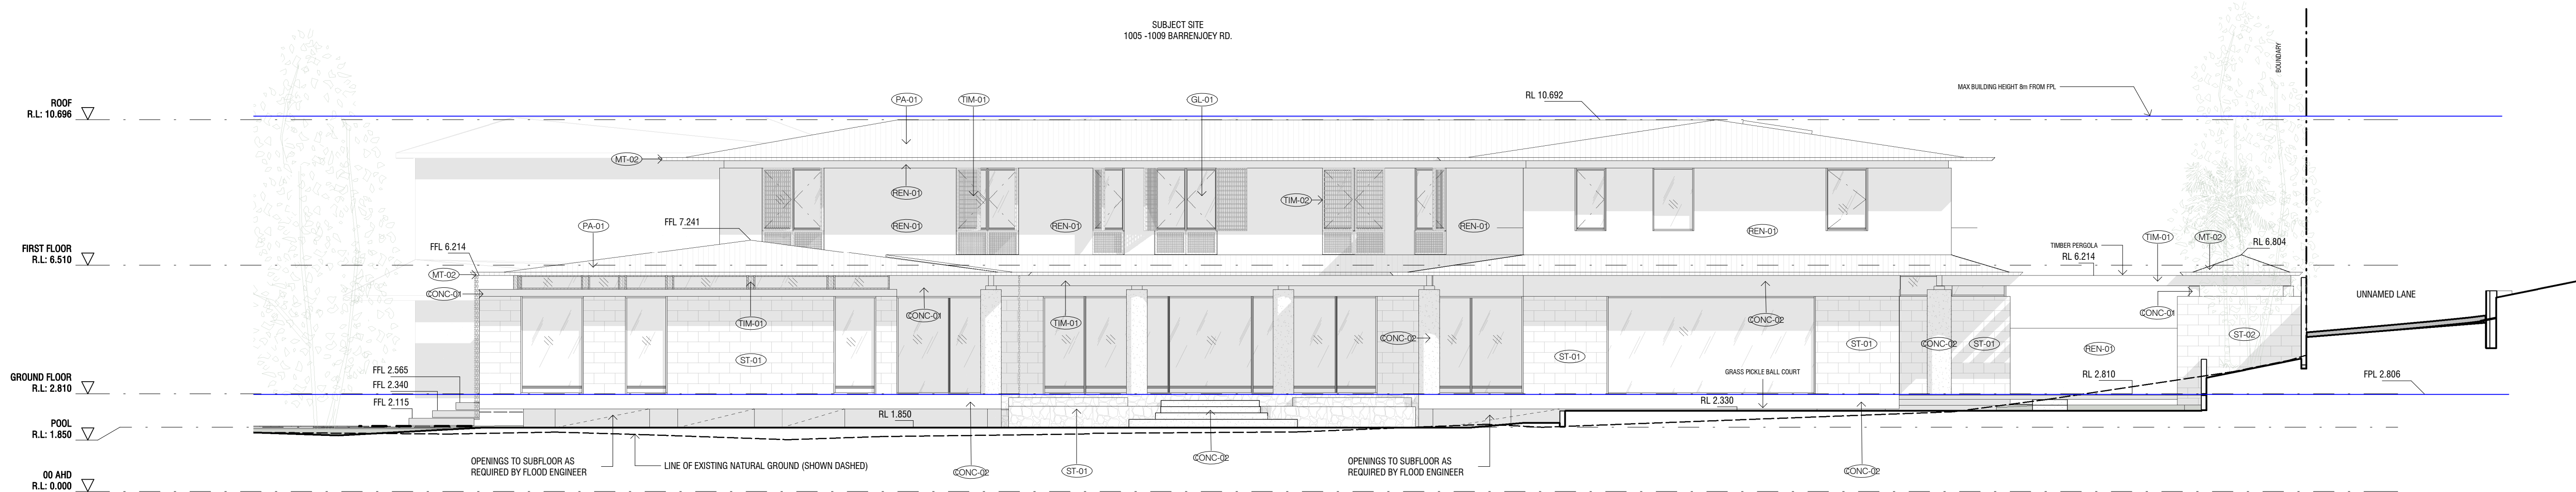 SUBJECT SITE
1005 -1009 BARRENJOEY RD.
BOUNDARY
MAX BUILDING HEIGHT 8m FROM FPL
ROOF
R.L: 10.696
PA-01
TIM-01
GL-01
RL 10.692
MT-02
REN-01
TIM-02
REN-01
REN-01
REN-01
REN-01
PA-01
FFL 7.241
FIRST FLOOR
R.L: 6.510
FFL 6.214
TIMBER PERGOLA
RL 6.214
TIM-01
MT-02
RL 6.804
MT-02
CONC-01
UNNAMED LANE
TIM-01
CONC-01
TIM-01
CONC-02
CONC-02
CONC-01
ST-01
ST-01
ST-01
CONC-02
ST-01
REN-01
ST-02
GROUND FLOOR
R.L: 2.810
FFL 2.565
FFL 2.340
FFL 2.115
GRASS PICKLE BALL COURT
RL 2.810
FPL 2.806
RL 2.330
RL 1.850
POOL
R.L: 1.850
OPENINGS TO SUBFLOOR AS
REQUIRED BY FLOOD ENGINEER
LINE OF EXISTING NATURAL GROUND (SHOWN DASHED)
CONC-02
ST-01
CONC-02
OPENINGS TO SUBFLOOR AS
REQUIRED BY FLOOD ENGINEER
CONC-02
00 AHD
R.L: 0.000